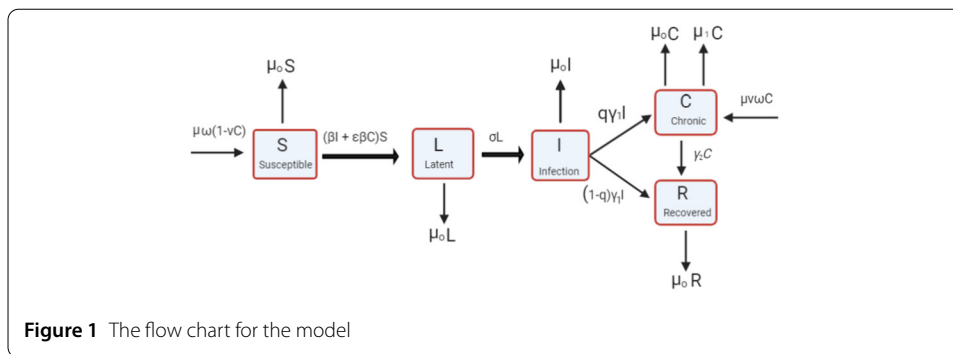 μ₀C μ₁C
μ₀S μ₀I
μω(1-νC) S Susceptible (βI + εβC)S L Latent σL I Infection qγ₁I C Chronic μνωC
γ₂C
(1-q)γ₁I R Recovered
μ₀L
μ₀R
Figure 1 The flow chart for the model